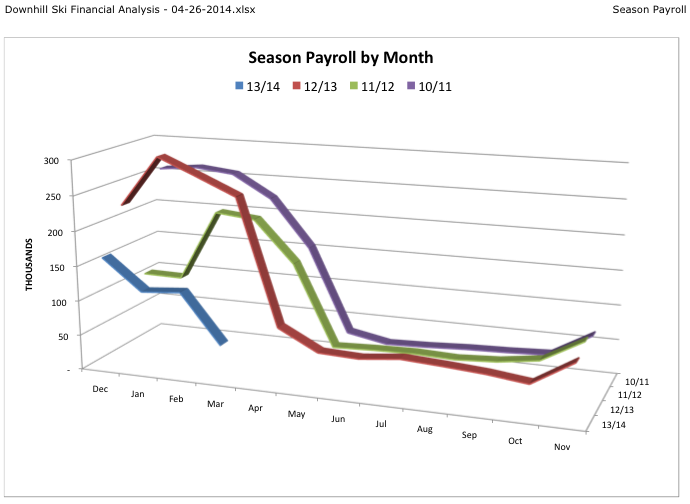 Downhill Ski Financial Analysis - 04-26-2014.xlsx Season Payroll
Season Payroll by Month
13/14 12/13 11/12 10/11
300
250
200
150
100
50
-
THOUSANDS
Dec Jan Feb Mar Apr May Jun Jul Aug Sep Oct Nov
10/11
11/12
12/13
13/14